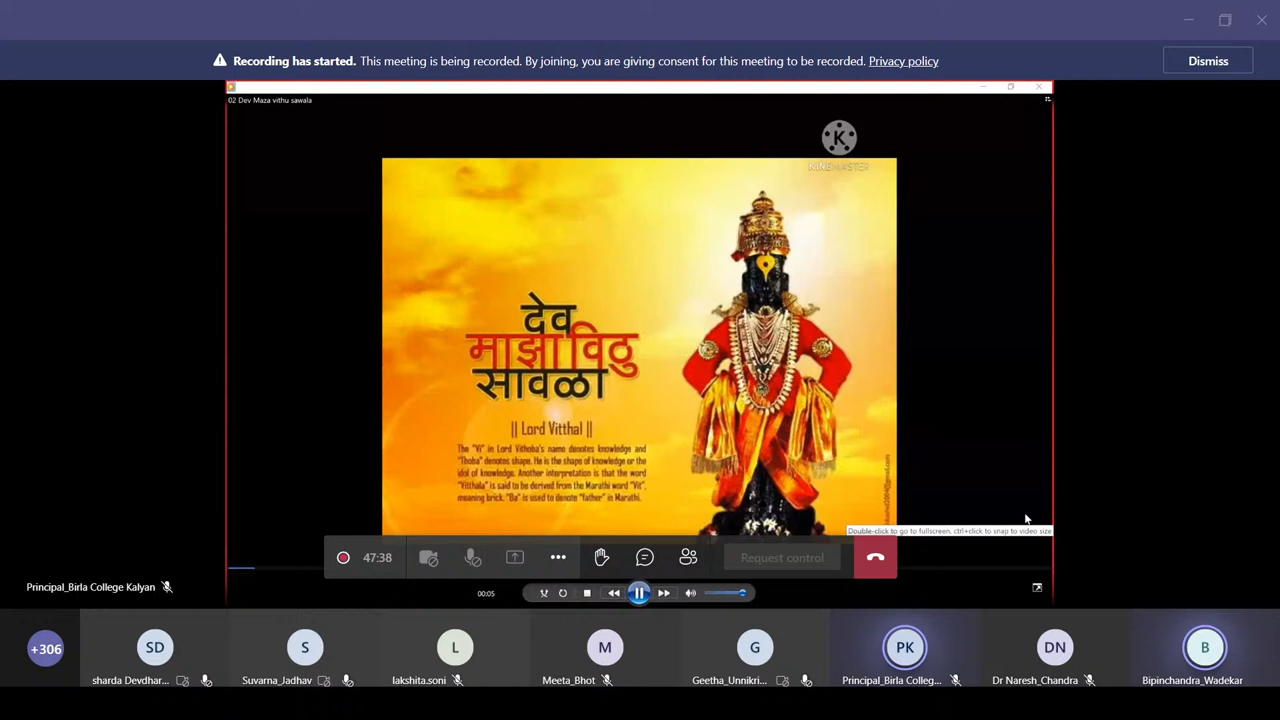 Recording has started. This meeting is being recorded. By joining, you are giving consent for this meeting to be recorded. Privacy policy
Dismiss
02 Dev Maza vithu sawala
K
KINEMASTER
देव
माझा विठु
सावळा
|| Lord Vitthal ||
The "Vi" in Lord Vithoba's name denotes knowledge and
"Thoba" denotes shape. He is the shape of knowledge or the
idol of knowledge. Another interpretation is that the word
"Vitthala" is said to be derived from the Marathi word "Vit",
meaning brick. "Ba" is used to denote "father" in Marathi.
Double-click to go to fullscreen, ctrl+click to snap to video size
47:38
Request control
Principal_Birla College Kalyan
00:05
+306
SD
S
L
M
G
PK
DN
B
sharda Devdhar...
Suvarna_Jadhav
lakshita.soni
Meeta_Bhot
Geetha_Unnikri...
Principal_Birla Colleg...
Dr Naresh_Chandra
Bipinchandra_Wadekar